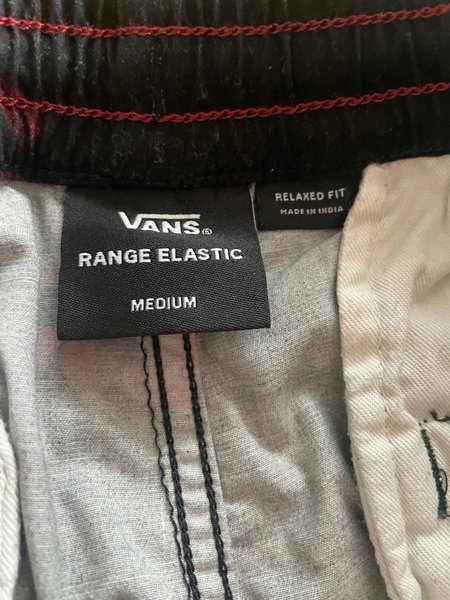 VANS®
RANGE ELASTIC
MEDIUM
RELAXED FIT
MADE IN INDIA